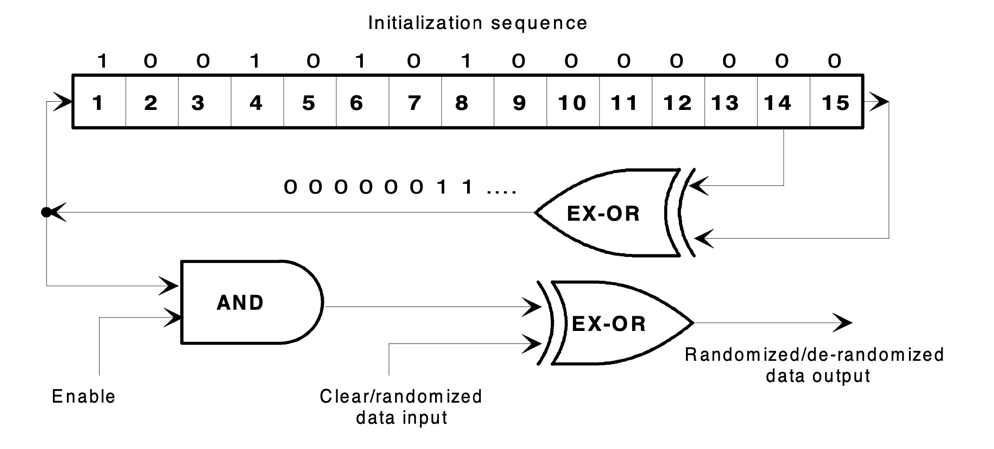 Initialization sequence
1 0 0 1 0 1 0 1 0 0 0 0 0 0 0
1 2 3 4 5 6 7 8 9 10 11 12 13 14 15
0 0 0 0 0 0 1 1 ....
EX-OR
AND
EX-OR
Enable
Clear/randomized
data input
Randomized/de-randomized
data output